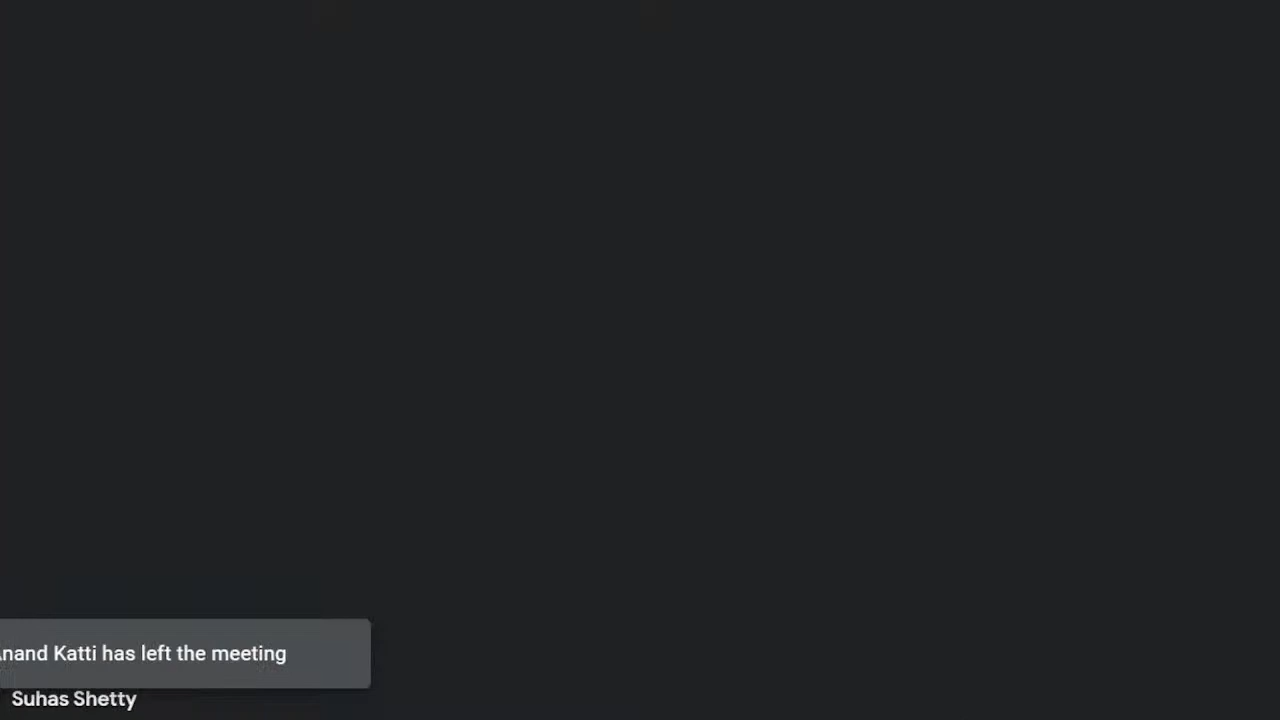 nand Katti has left the meeting
Suhas Shetty